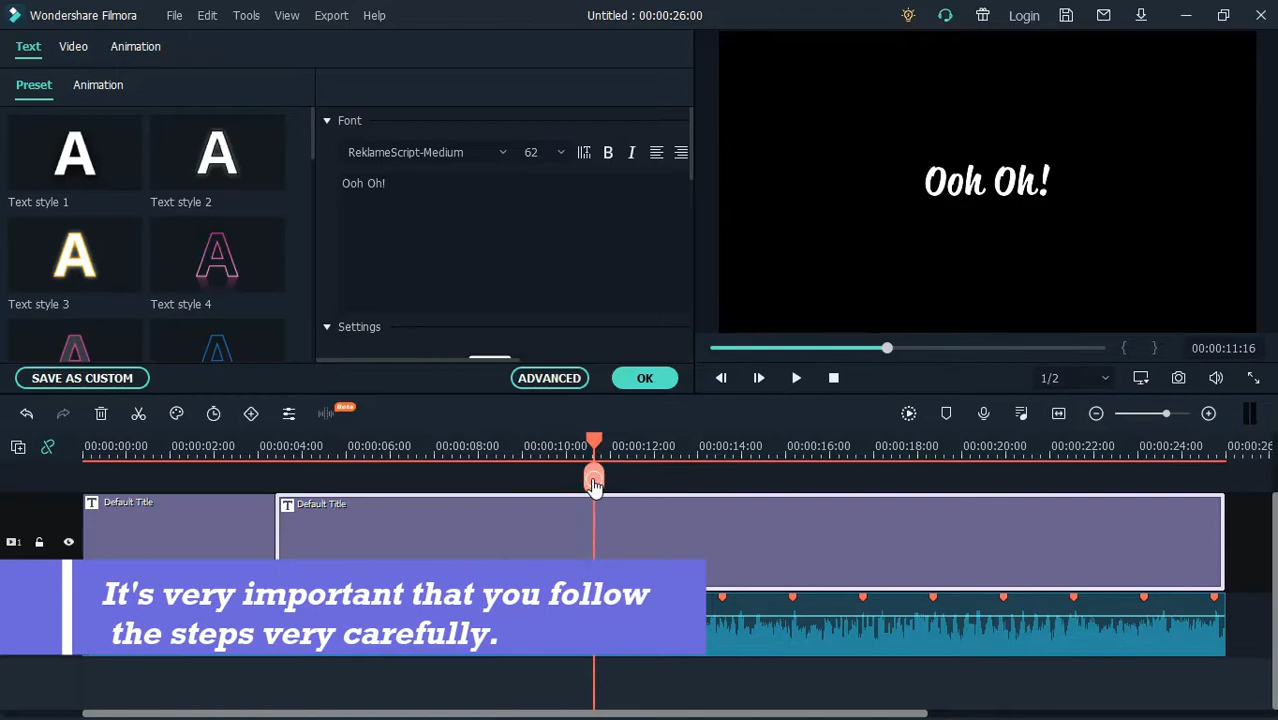 Wondershare Filmora
File Edit Tools View Export Help
Untitled : 00:00:26:00
Login
Text Video Animation
Preset Animation
A A
Text style 1 Text style 2
A A
Text style 3 Text style 4
A
Font
ReklameScript-Medium 62 B I
Ooh Oh!
Settings
SAVE AS CUSTOM ADVANCED OK
Ooh Oh!
{ } 00:00:11:16
1/2
Beta
00:00:00:00 00:00:02:00 00:00:04:00 00:00:06:00 00:00:08:00 00:00:10:00 00:00:12:00 00:00:14:00 00:00:16:00 00:00:18:00 00:00:20:00 00:00:22:00 00:00:24:00 00:00:26
T Default Title T Default Title
1
It's very important that you follow
the steps very carefully.